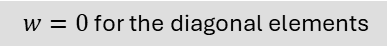 w = 0 for the diagonal elements